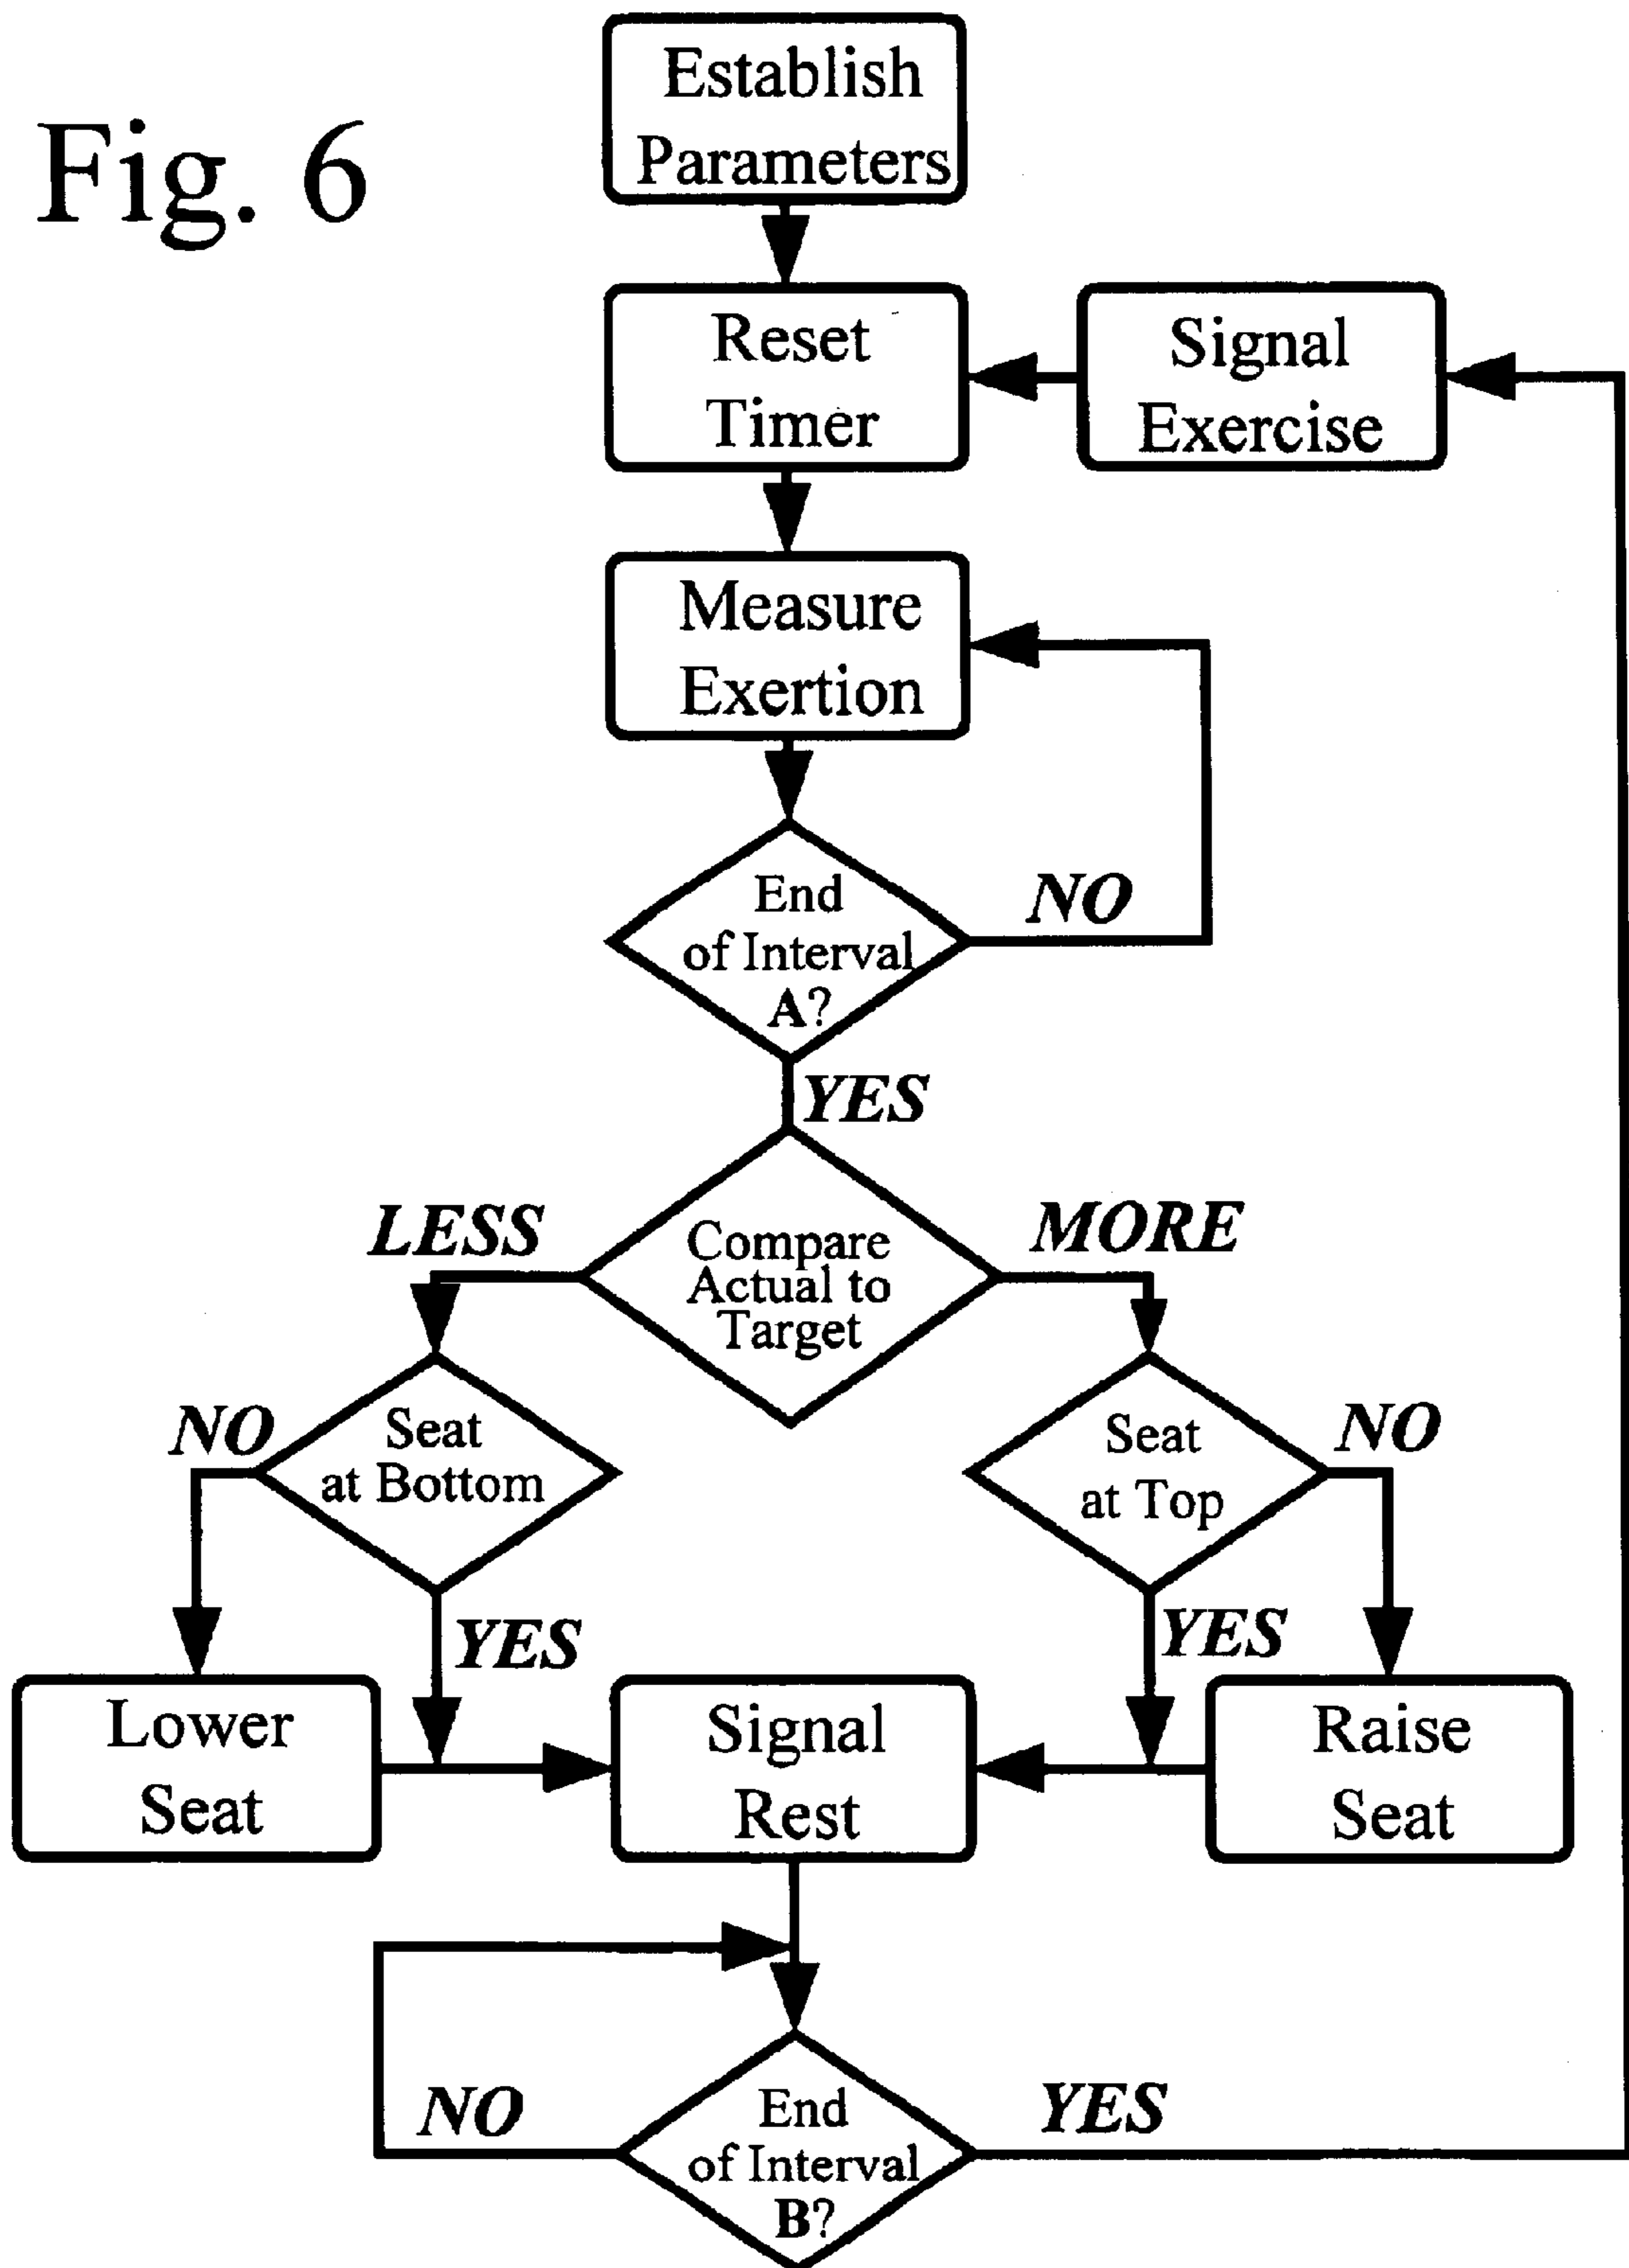 Fig. 6
Establish
Parameters
Reset
Timer
Signal
Exercise
Measure
Exertion
End
of Interval
A?
NO
YES
Compare
Actual to
Target
LESS
MORE
Seat
at Bottom
NO
YES
Seat
at Top
NO
YES
Lower
Seat
Signal
Rest
Raise
Seat
End
of Interval
B?
NO
YES